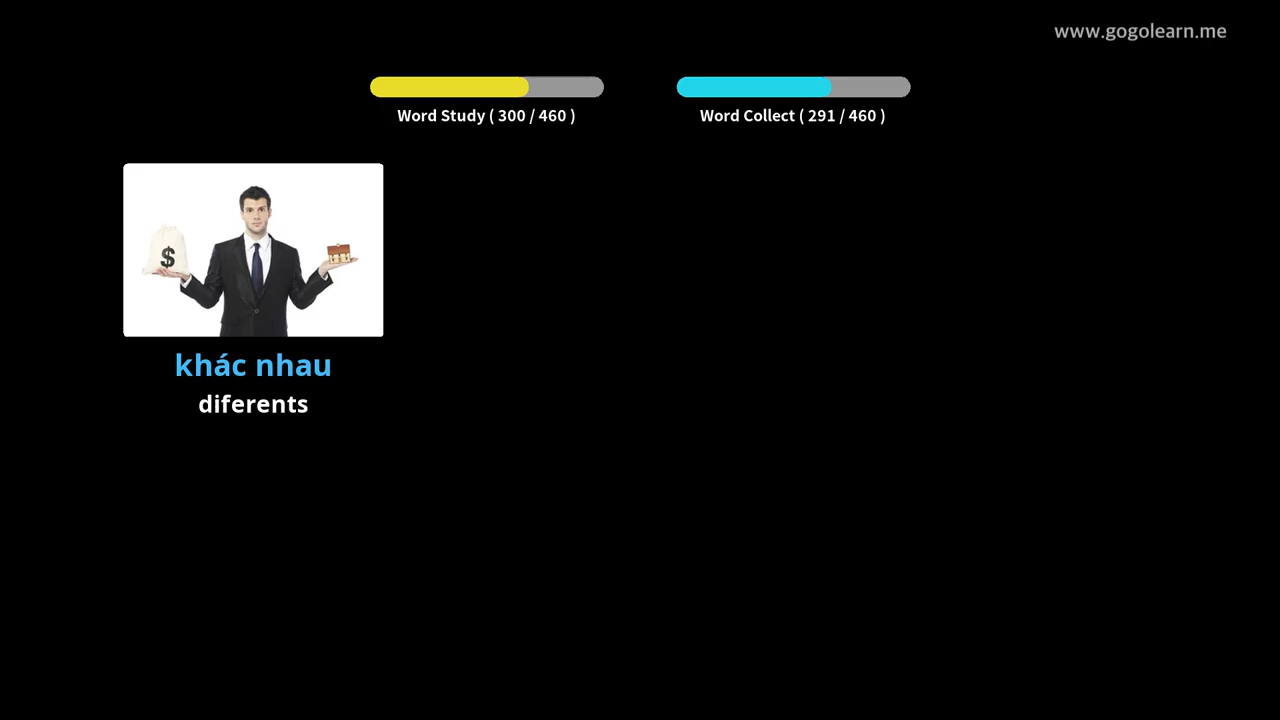 www.gogolearn.me
Word Study ( 300 / 460 )
Word Collect ( 291 / 460 )
$
khác nhau
diferents